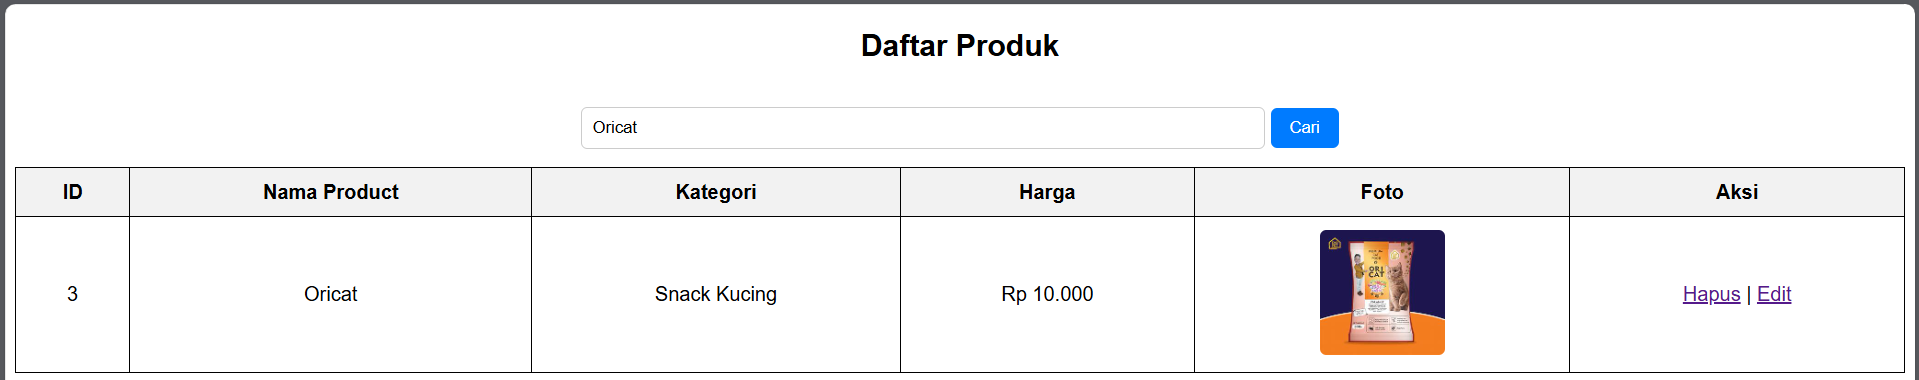 Daftar Produk
Oricat
Cari
ID Nama Product Kategori Harga Foto Aksi
3 Oricat Snack Kucing Rp 10.000 Hapus | Edit
ORI
CAT